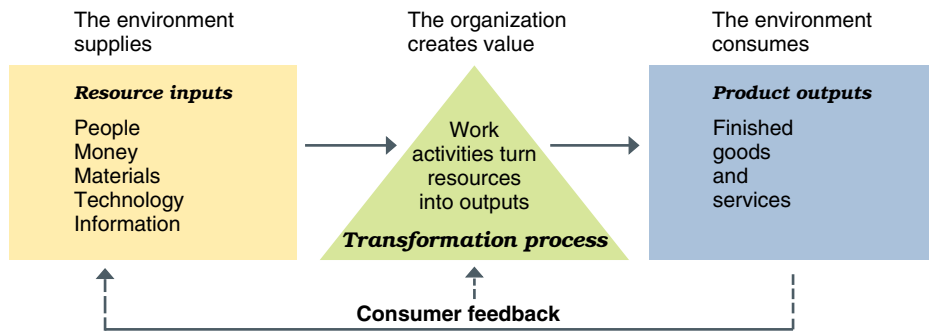 The environment
supplies
The organization
creates value
The environment
consumes
Resource inputs
People
Money
Materials
Technology
Information
Work
activities turn
resources
into outputs
Transformation process
Product outputs
Finished
goods
and
services
Consumer feedback